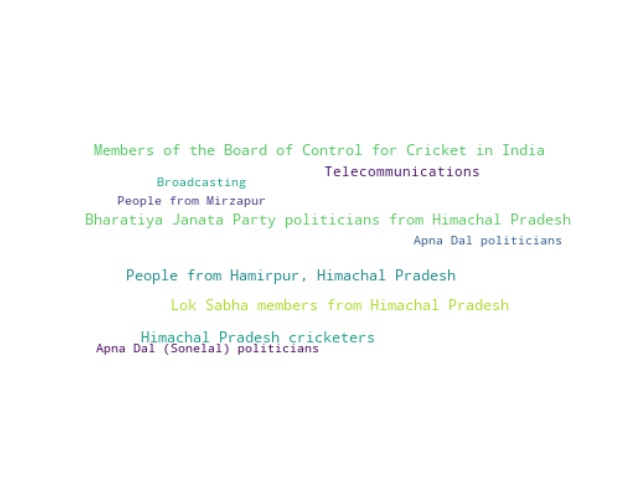 Members of the Board of Control for Cricket in India
Telecommunications
Broadcasting
People from Mirzapur
Bharatiya Janata Party politicians from Himachal Pradesh
Apna Dal politicians
People from Hamirpur, Himachal Pradesh
Lok Sabha members from Himachal Pradesh
Himachal Pradesh cricketers
Apna Dal (Sonelal) politicians